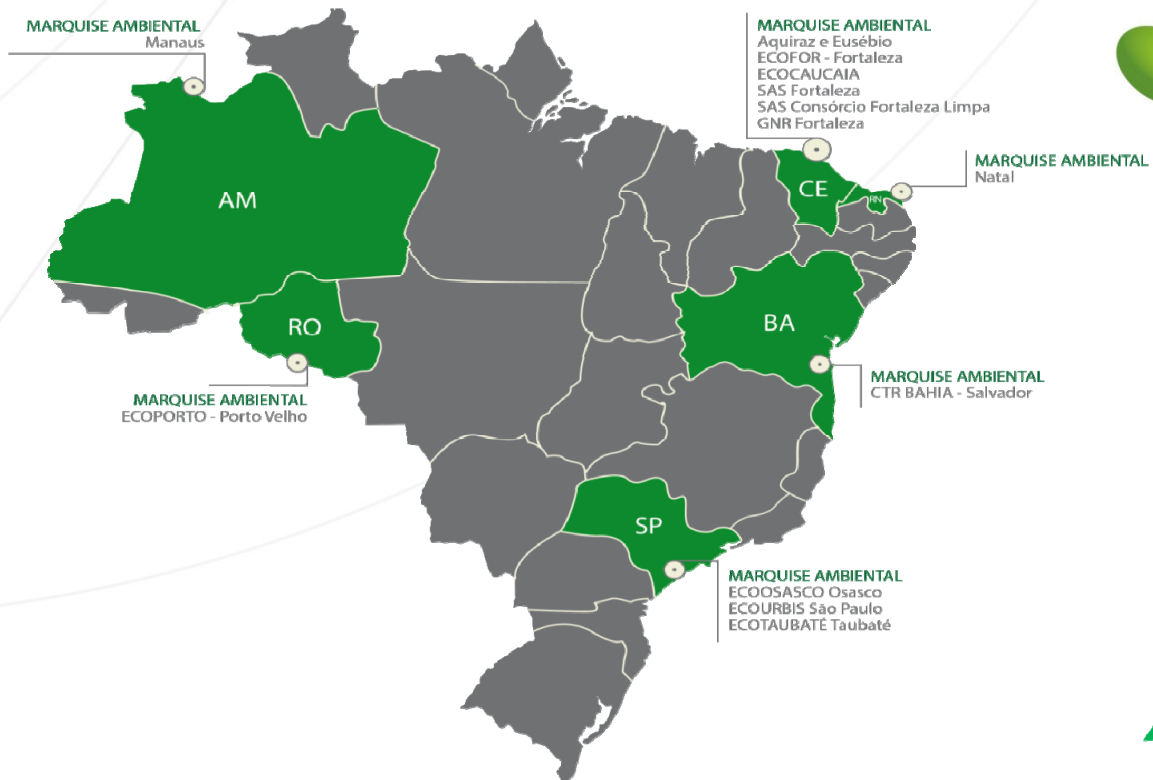 MARQUISE AMBIENTAL
Manaus
MARQUISE AMBIENTAL
Aquiraz e Eusébio
ECOFOR - Fortaleza
ECOCAUCAIA
SAS Fortaleza
SAS Consórcio Fortaleza Limpa
GNR Fortaleza
MARQUISE AMBIENTAL
Natal
AM
CE
RN
RO
BA
MARQUISE AMBIENTAL
ECOPORTO - Porto Velho
MARQUISE AMBIENTAL
CTR BAHIA - Salvador
SP
MARQUISE AMBIENTAL
ECOOSASCO Osasco
ECOURBIS São Paulo
ECOTAUBATÉ Taubaté